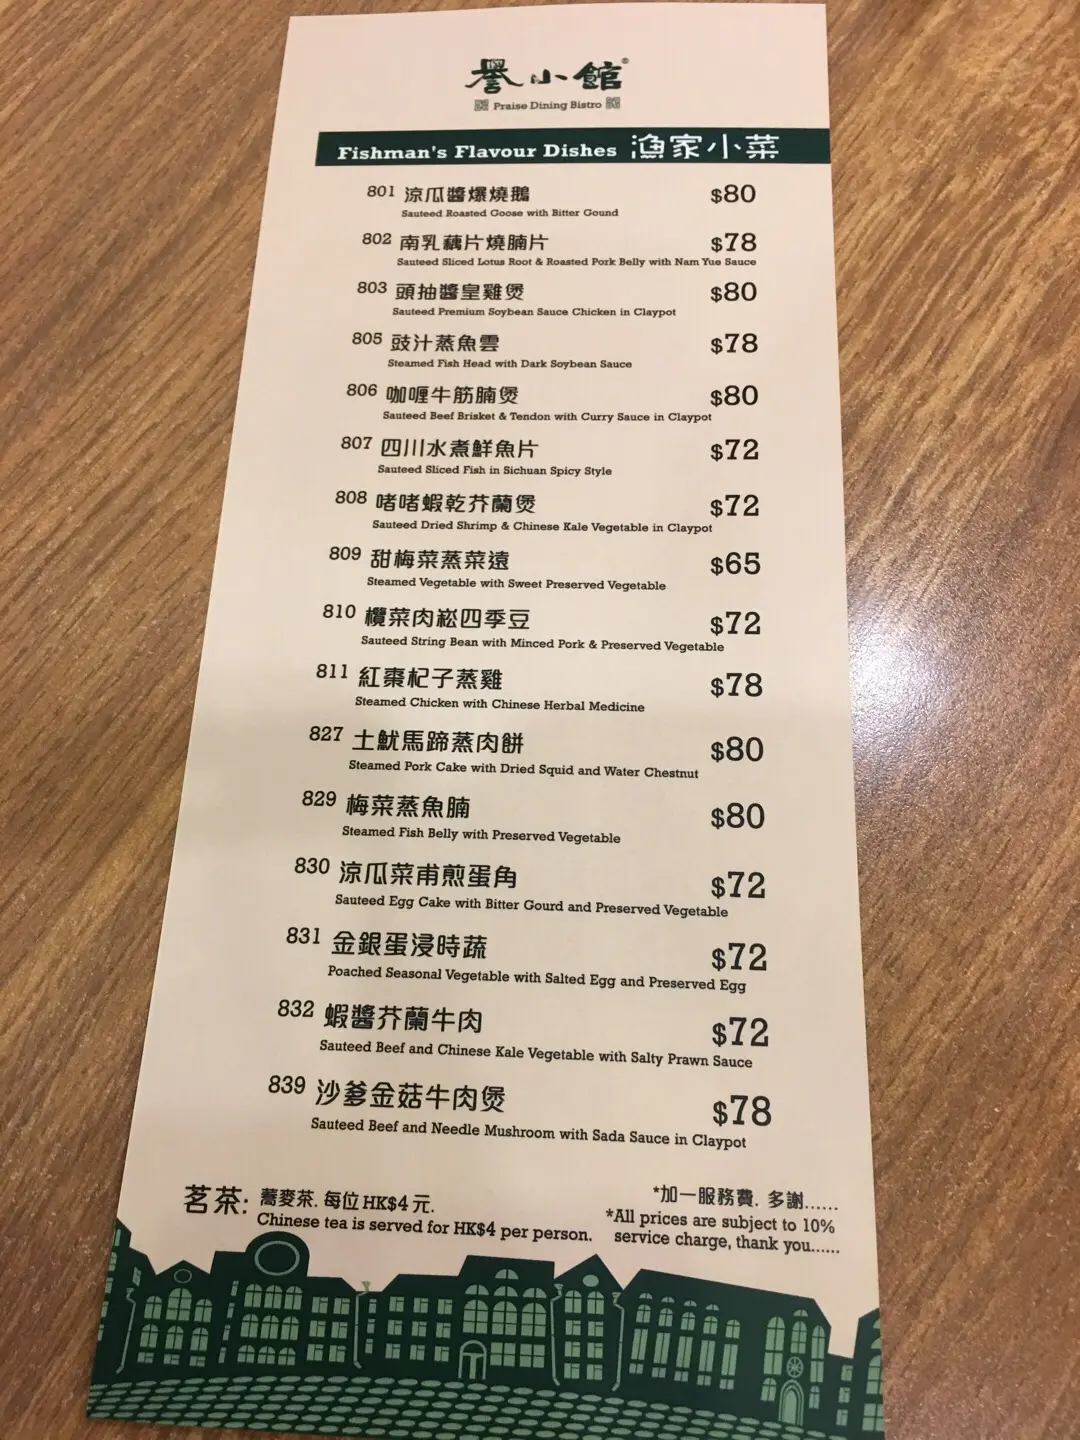 譽小館
Praise Dining Bistro
Fishman's Flavour Dishes 漁家小菜
801 涼瓜醬爆燒鵝 $80
Sauteed Roasted Goose with Bitter Gound
802 南乳藕片燒腩片 $78
Sauteed Sliced Lotus Root & Roasted Pork Belly with Nam Yue Sauce
803 頭抽醬皇雞煲 $80
Sauteed Premium Soybean Sauce Chicken in Claypot
805 豉汁蒸魚雲 $78
Steamed Fish Head with Dark Soybean Sauce
806 咖喱牛筋腩煲 $80
Sauteed Beef Brisket & Tendon with Curry Sauce in Claypot
807 四川水煮鮮魚片 $72
Sauteed Sliced Fish in Sichuan Spicy Style
808 啫啫蝦乾芥蘭煲 $72
Sauteed Dried Shrimp & Chinese Kale Vegetable in Claypot
809 甜梅菜蒸菜遠 $65
Steamed Vegetable with Sweet Preserved Vegetable
810 欖菜肉崧四季豆 $72
Sauteed String Bean with Minced Pork & Preserved Vegetable
811 紅棗杞子蒸雞 $78
Steamed Chicken with Chinese Herbal Medicine
827 土魷馬蹄蒸肉餅 $80
Steamed Pork Cake with Dried Squid and Water Chestnut
829 梅菜蒸魚腩 $80
Steamed Fish Belly with Preserved Vegetable
830 涼瓜菜甫煎蛋角 $72
Sauteed Egg Cake with Bitter Gourd and Preserved Vegetable
831 金銀蛋浸時蔬 $72
Poached Seasonal Vegetable with Salted Egg and Preserved Egg
832 蝦醬芥蘭牛肉 $72
Sauteed Beef and Chinese Kale Vegetable with Salty Prawn Sauce
839 沙爹金菇牛肉煲 $78
Sauteed Beef and Needle Mushroom with Sada Sauce in Claypot
茗茶: 蕎麥茶. 每位 HK$4 元.
Chinese tea is served for HK$4 per person.
*加一服務費. 多謝......
*All prices are subject to 10%
service charge, thank you......